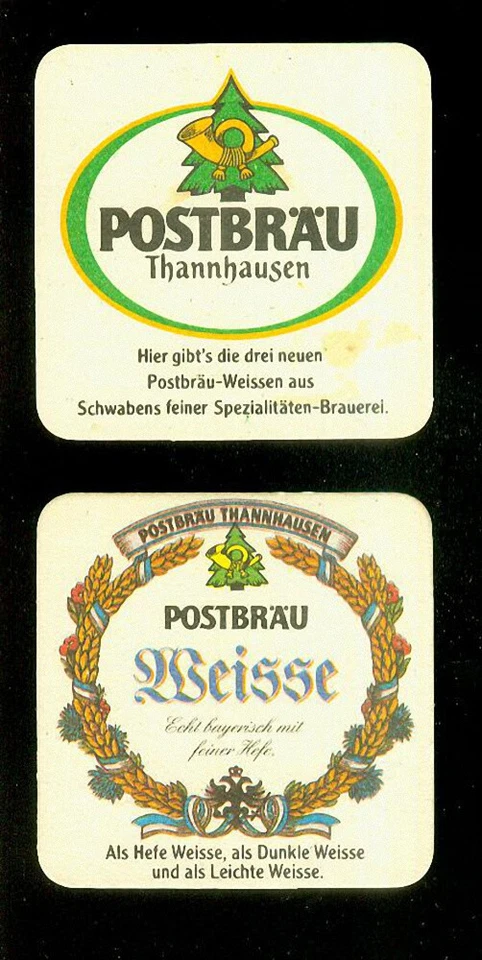 POSTBRÄU
Thannhausen
Hier gibt's die drei neuen
Postbräu-Weissen aus
Schwabens feiner Spezialitäten-Brauerei.
POSTBRÄU THANNHAUSEN
POSTBRÄU
Weisse
Echt bayerisch mit
feiner Hefe.
Als Hefe Weisse, als Dunkle Weisse
und als Leichte Weisse.